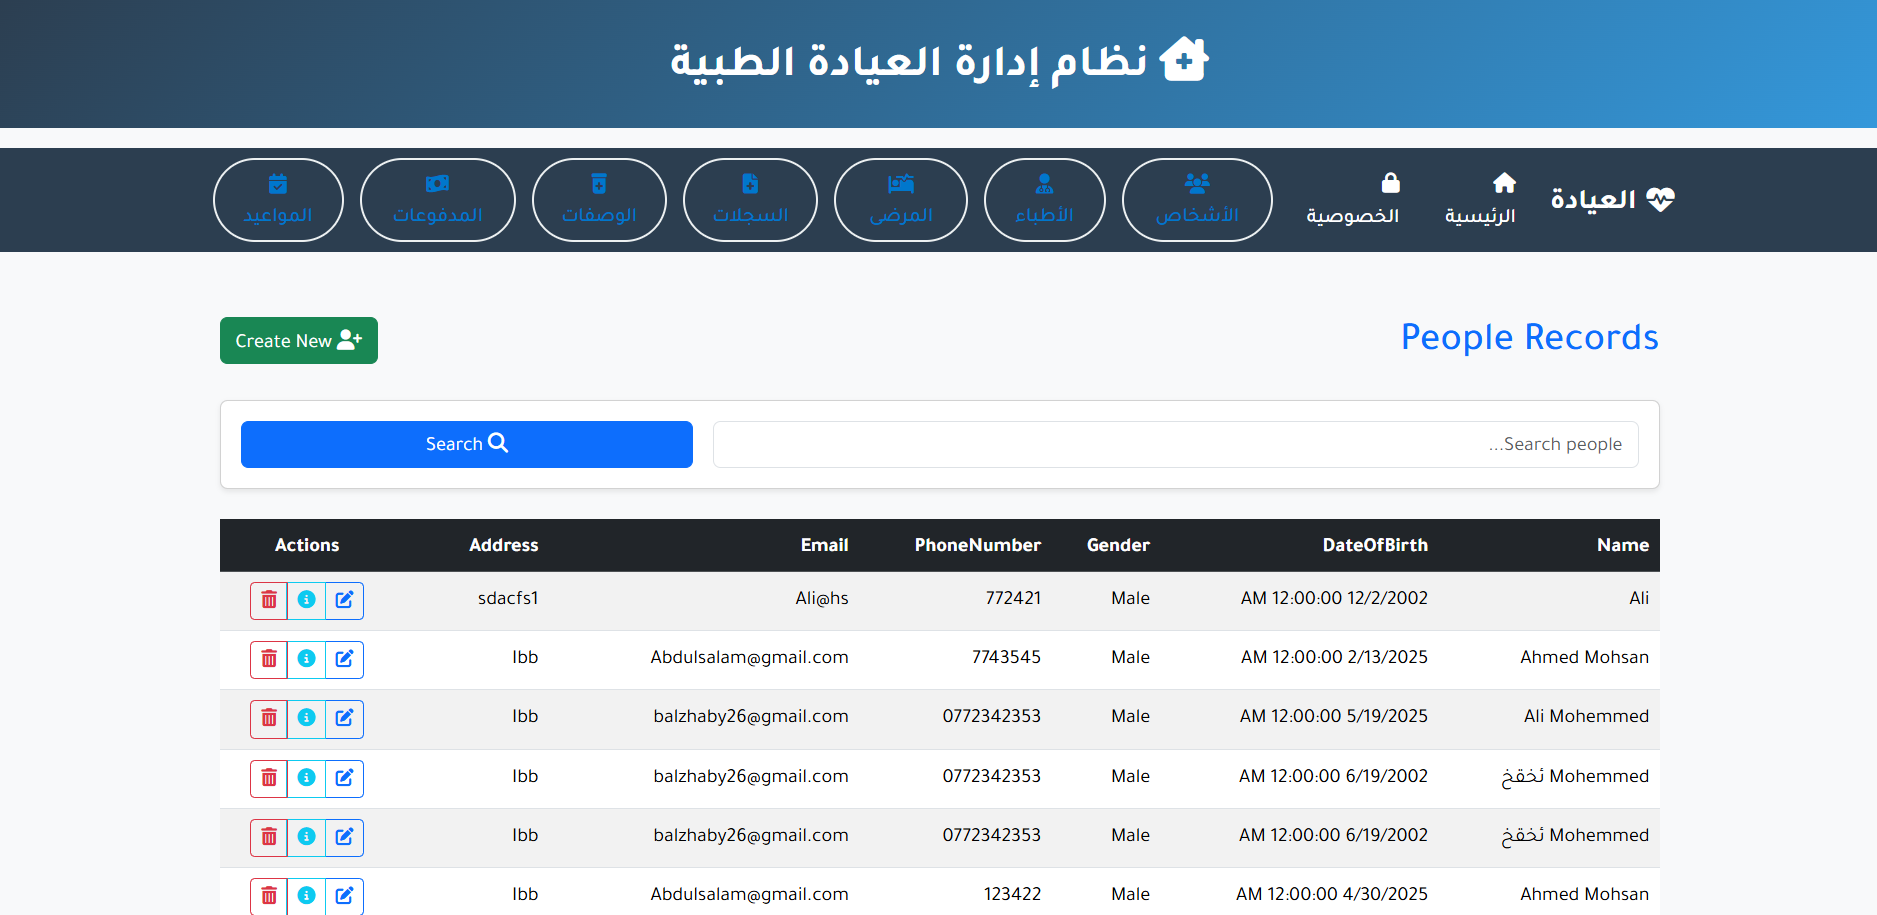 نظام إدارة العيادة الطبية
العيادة
الرئيسية
الخصوصية
الأشخاص
الأطباء
المرضى
السجلات
الوصفات
المدفوعات
المواعيد
People Records
Create New
Search people...
Search
Name DateOfBirth Gender PhoneNumber Email Address Actions
Ali 12/2/2002 12:00:00 AM Male 772421 Ali@hs sdacfs1
Ahmed Mohsan 2/13/2025 12:00:00 AM Male 7743545 Abdulsalam@gmail.com Ibb
Ali Mohemmed 5/19/2025 12:00:00 AM Male 0772342353 balzhaby26@gmail.com Ibb
Mohemmed ئخقخ 6/19/2002 12:00:00 AM Male 0772342353 balzhaby26@gmail.com Ibb
Mohemmed ئخقخ 6/19/2002 12:00:00 AM Male 0772342353 balzhaby26@gmail.com Ibb
Ahmed Mohsan 4/30/2025 12:00:00 AM Male 123422 Abdulsalam@gmail.com Ibb